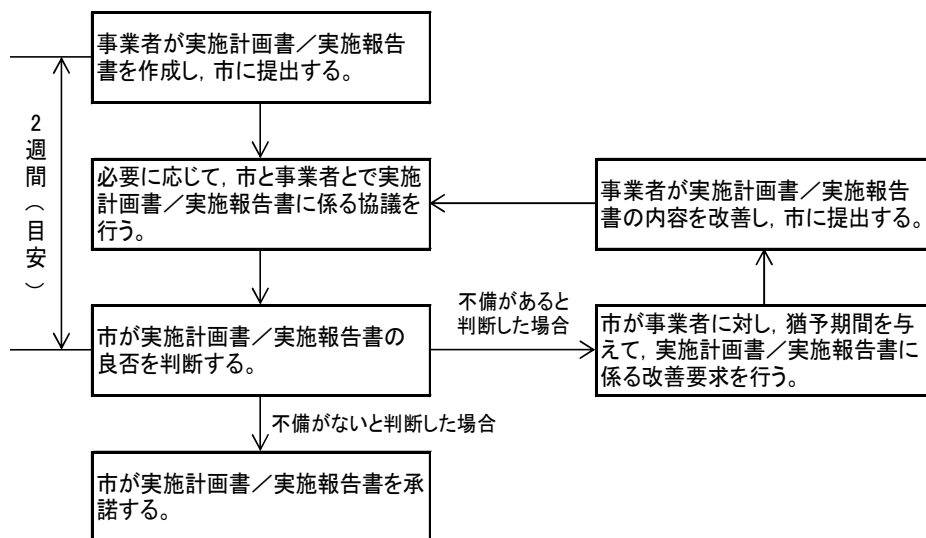 事業者が実施計画書／実施報告
書を作成し，市に提出する。
2週間（目安）
必要に応じて，市と事業者とで実施
計画書／実施報告書に係る協議を
行う。
事業者が実施計画書／実施報告
書の内容を改善し，市に提出する。
市が実施計画書／実施報告書の
良否を判断する。
不備があると
判断した場合
市が事業者に対し，猶予期間を与
えて，実施計画書／実施報告書に
係る改善要求を行う。
不備がないと判断した場合
市が実施計画書／実施報告書を承
諾する。